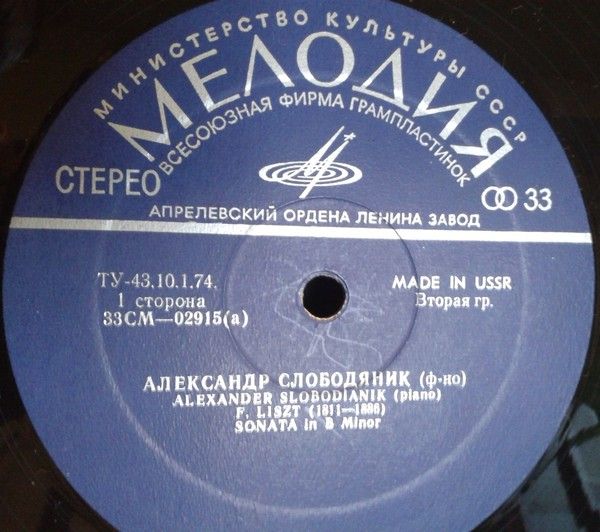 МИНИСТЕРСТВО КУЛЬТУРЫ СССР
МЕЛОДИЯ
ВСЕСОЮЗНАЯ ФИРМА ГРАМПЛАСТИНОК
СТЕРЕО
33
АПРЕЛЕВСКИЙ ОРДЕНА ЛЕНИНА ЗАВОД
ТУ-43.10.1.74.
1 сторона
33СМ—02915(а)
MADE IN USSR
Вторая гр.
АЛЕКСАНДР СЛОБОДЯНИК (ф-но)
ALEXANDER SLOBODIANIK (piano)
F. LISZT (1811—1886)
SONATA in B Minor